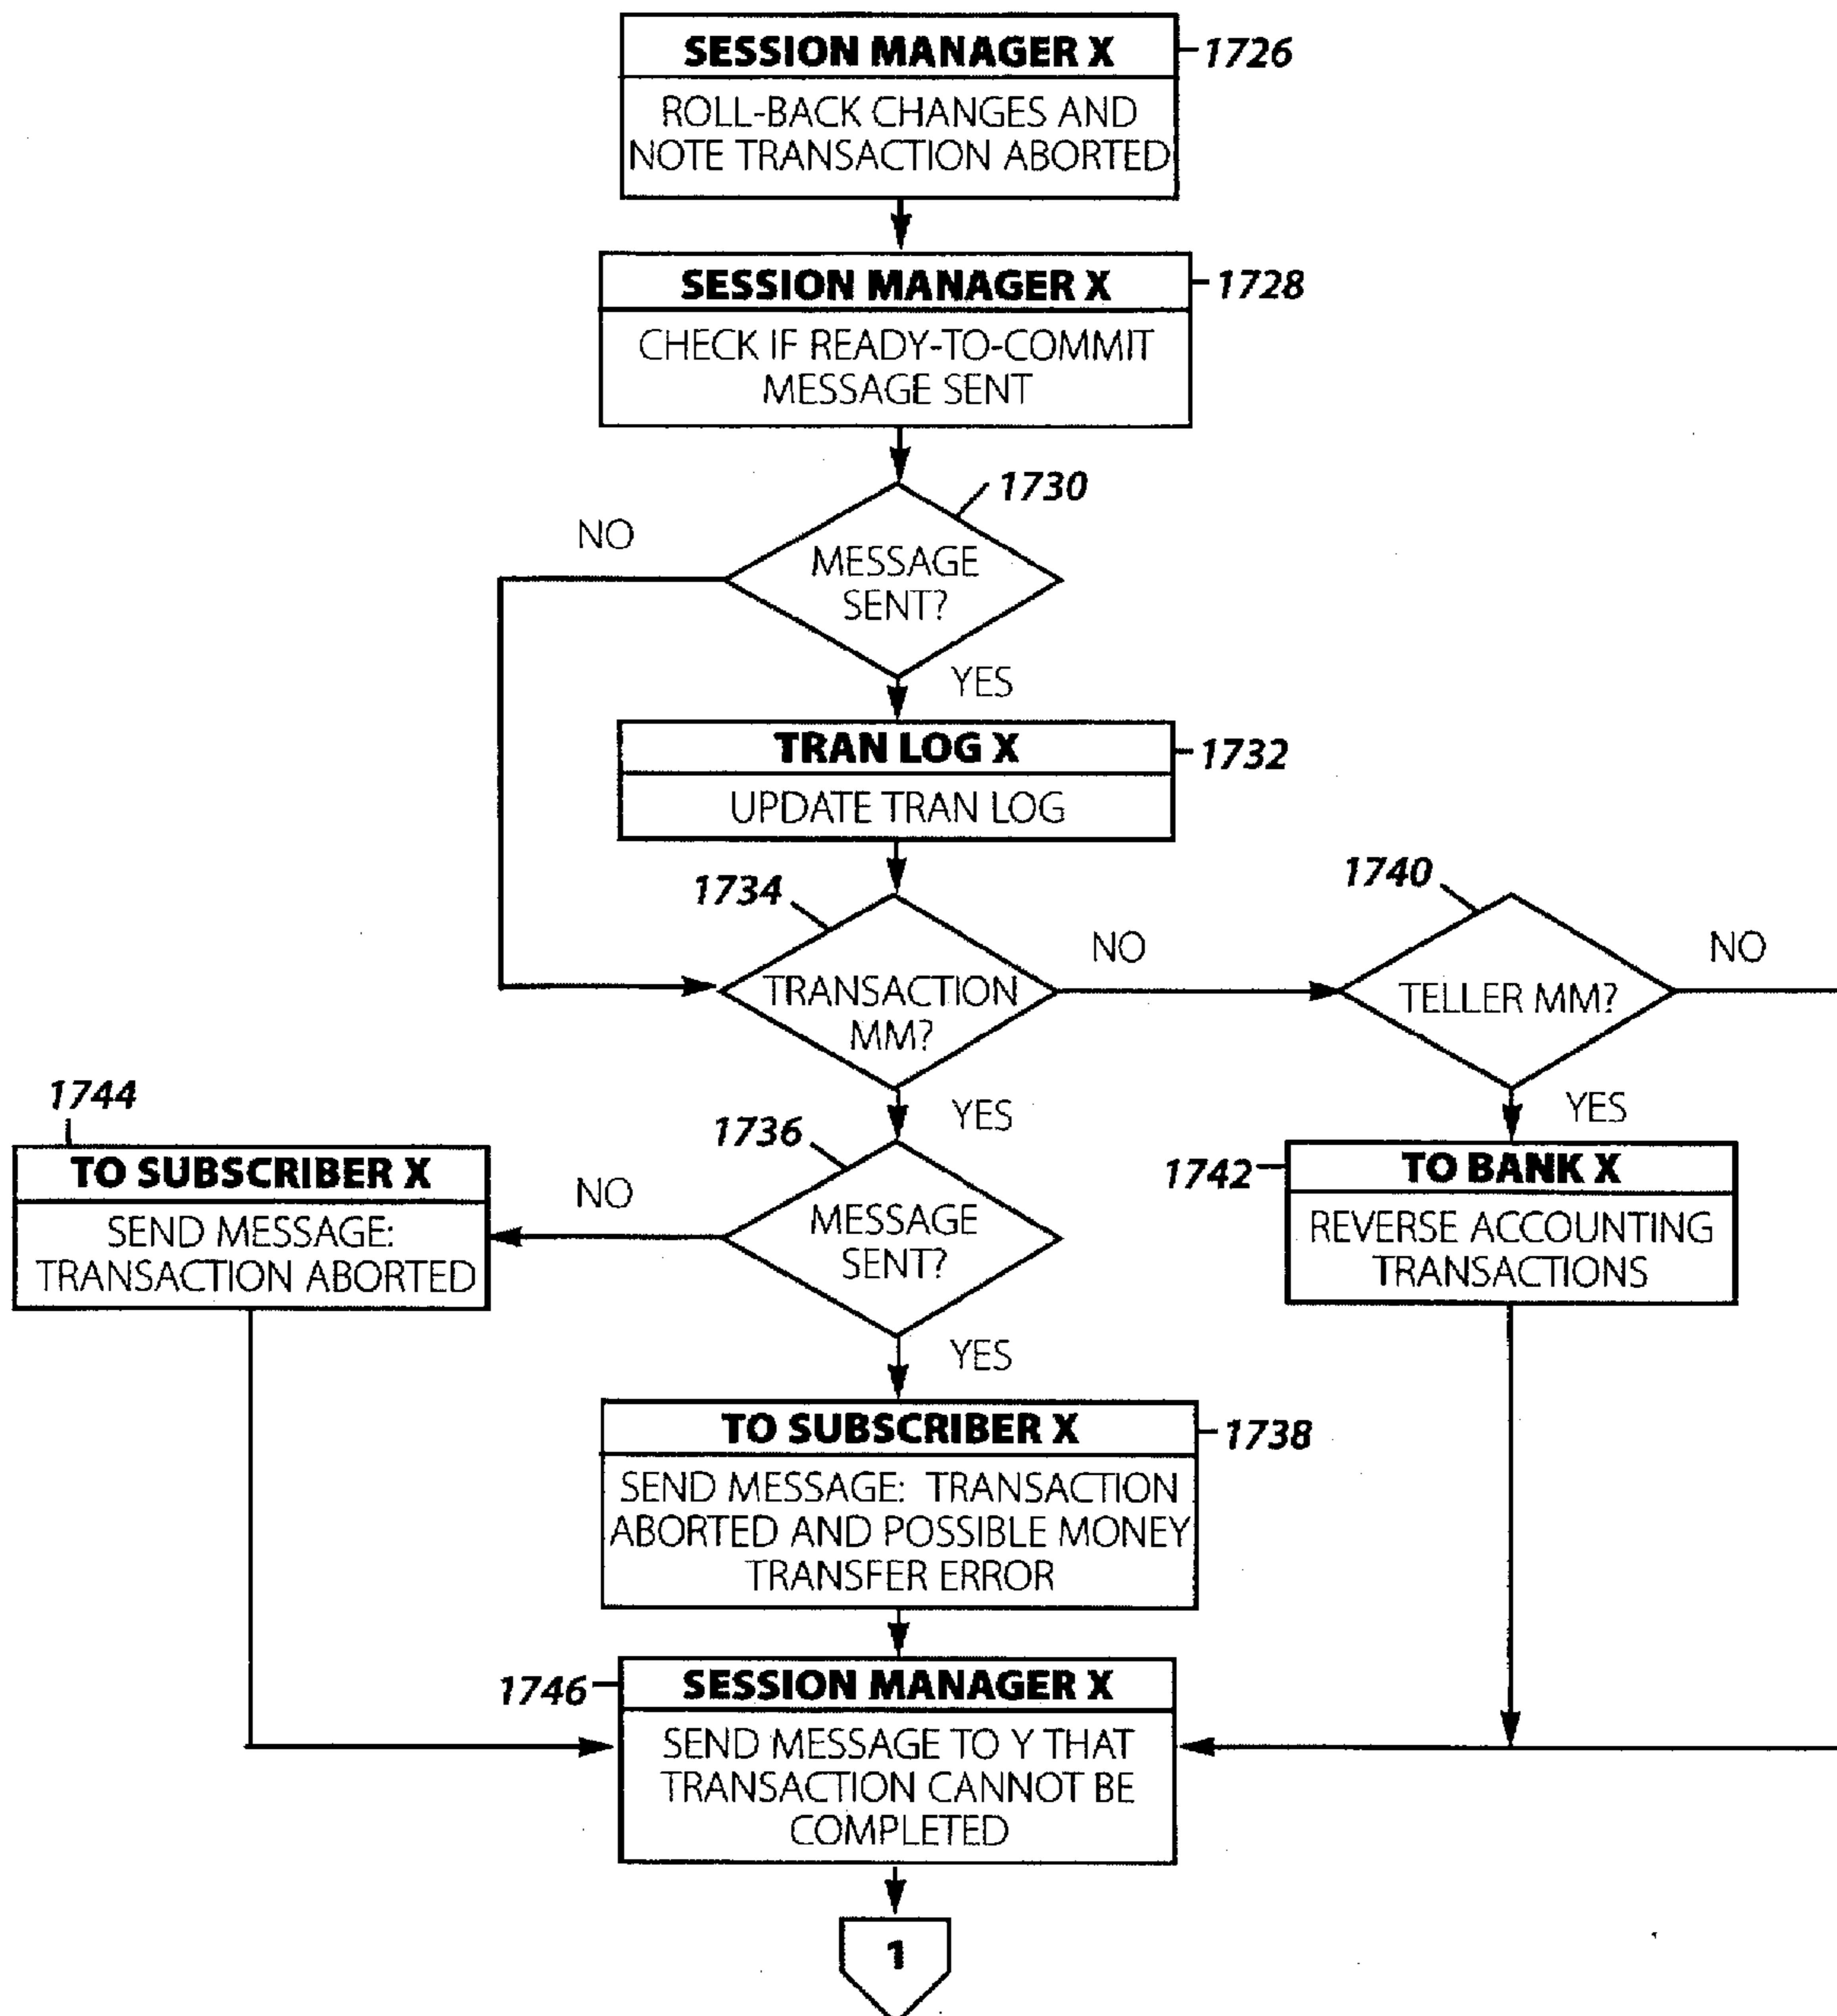 SESSION MANAGER X
1726
ROLL-BACK CHANGES AND
NOTE TRANSACTION ABORTED
SESSION MANAGER X
1728
CHECK IF READY-TO-COMMIT
MESSAGE SENT
1730
NO
MESSAGE
SENT?
YES
TRAN LOG X
1732
UPDATE TRAN LOG
1734
1740
NO
NO
TRANSACTION
MM?
TELLER MM?
1744
YES
YES
1736
TO SUBSCRIBER X
1742
TO BANK X
NO
SEND MESSAGE:
TRANSACTION ABORTED
MESSAGE
SENT?
REVERSE ACCOUNTING
TRANSACTIONS
YES
TO SUBSCRIBER X
1738
SEND MESSAGE: TRANSACTION
ABORTED AND POSSIBLE MONEY
TRANSFER ERROR
1746
SESSION MANAGER X
SEND MESSAGE TO Y THAT
TRANSACTION CANNOT BE
COMPLETED
1